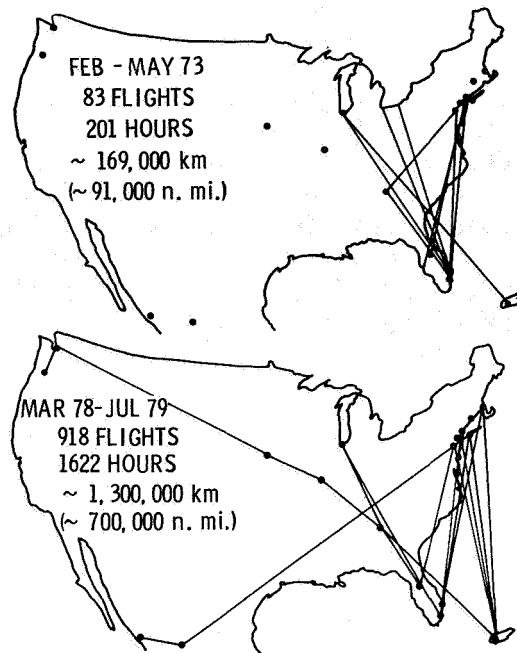 FEB - MAY 73
83 FLIGHTS
201 HOURS
~ 169,000 km
(~ 91,000 n. mi.)
MAR 78-JUL 79
918 FLIGHTS
1622 HOURS
~ 1,300,000 km
(~ 700,000 n. mi.)